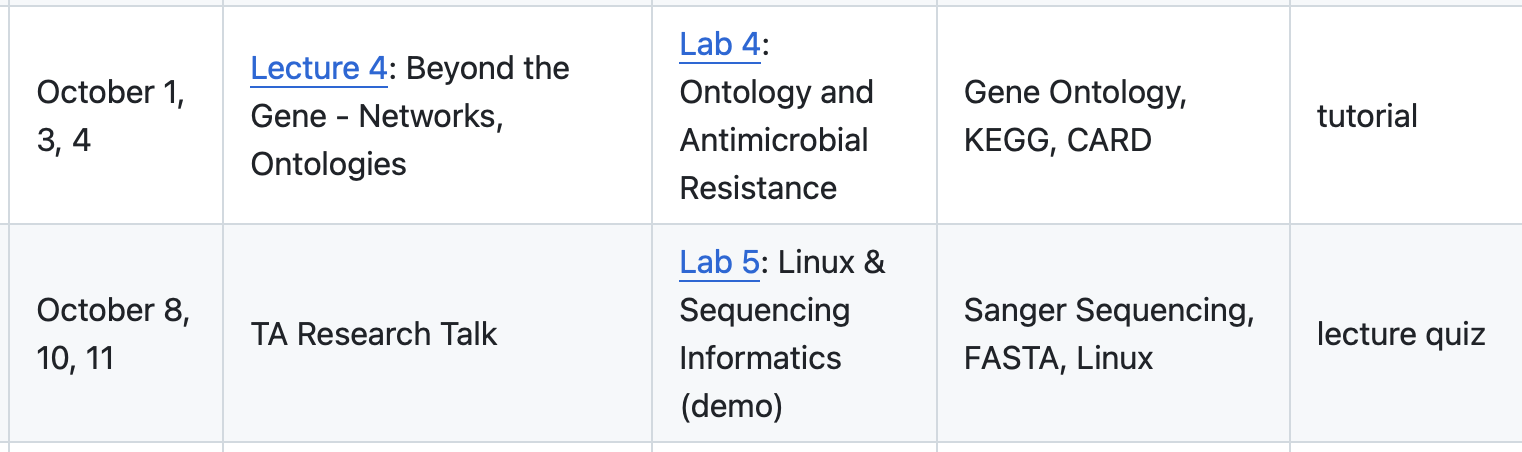 October 1,
3, 4
Lecture 4: Beyond the
Gene - Networks,
Ontologies
Lab 4:
Ontology and
Antimicrobial
Resistance
Gene Ontology,
KEGG, CARD
tutorial
October 8,
10, 11
TA Research Talk
Lab 5: Linux &
Sequencing
Informatics
(demo)
Sanger Sequencing,
FASTA, Linux
lecture quiz